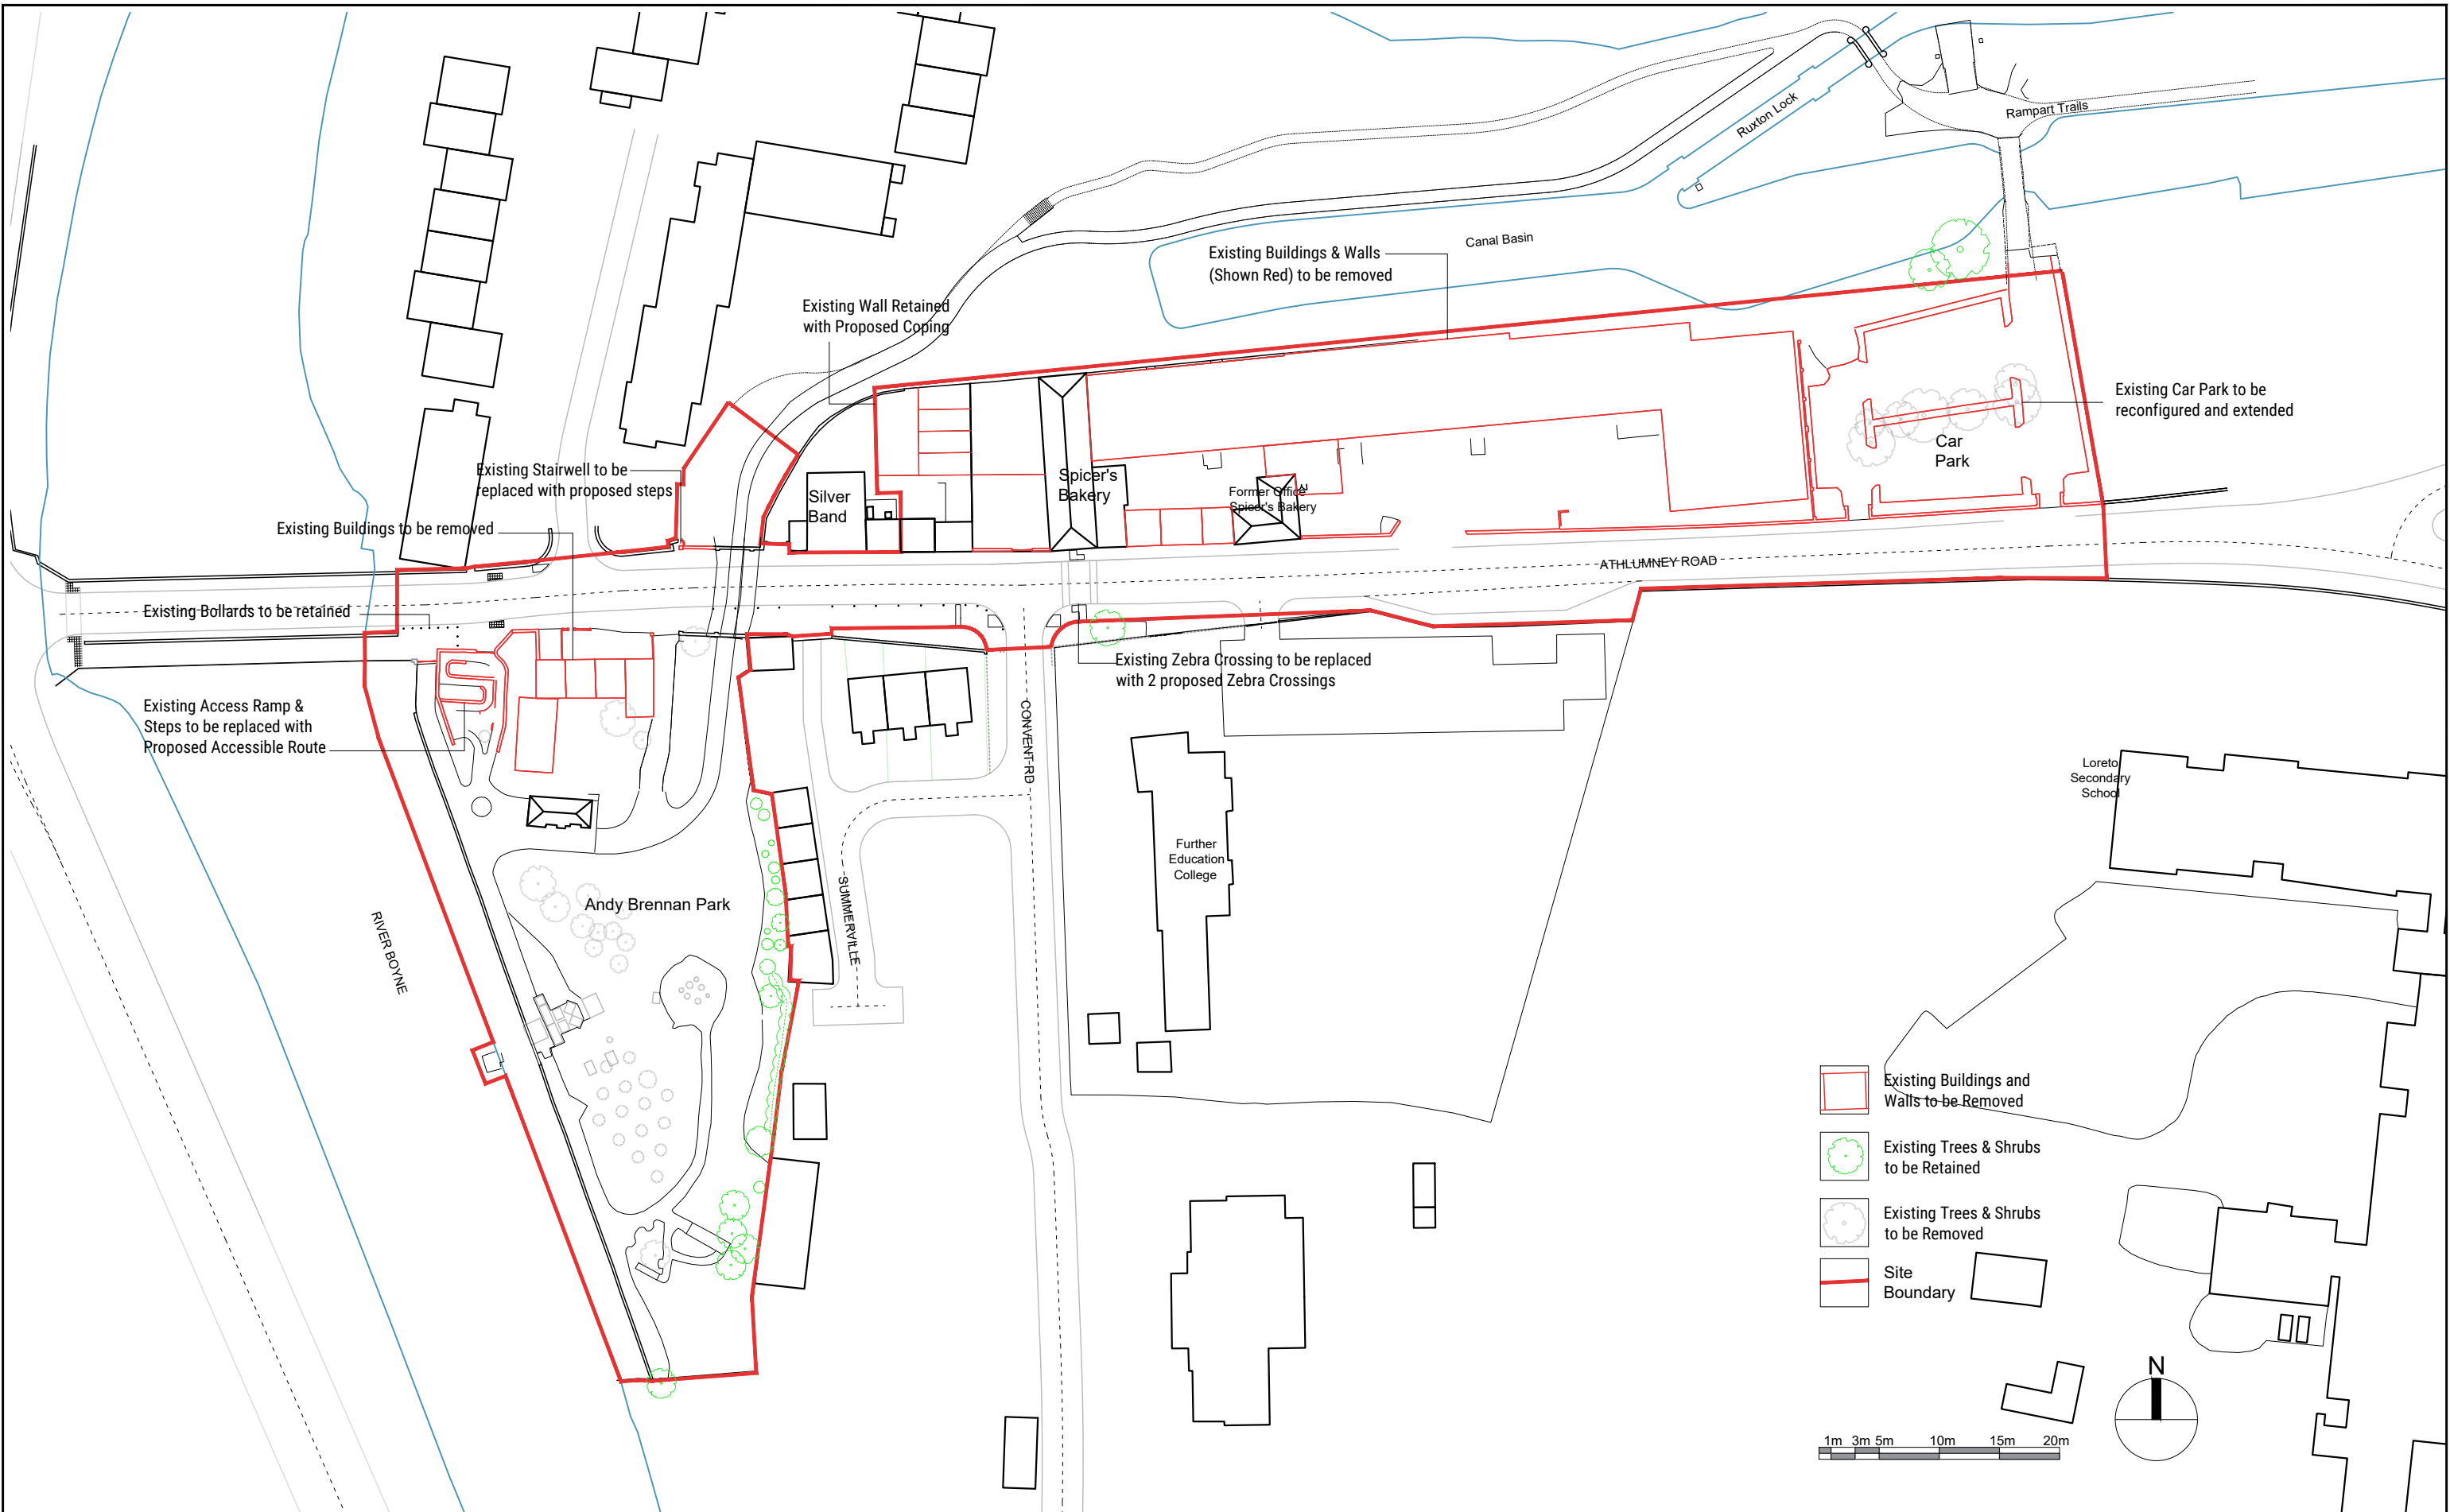 Ruxton Lock
Rampart Trails
Canal Basin
Existing Buildings & Walls
(Shown Red) to be removed
Existing Wall Retained
with Proposed Coping
Existing Car Park to be
reconfigured and extended
Car
Park
Existing Stairwell to be
replaced with proposed steps
Spicer's
Bakery
Silver
Band
Former Office
Spicer's Bakery
Existing Buildings to be removed
ATHLUMNEY ROAD
Existing Bollards to be retained
Existing Zebra Crossing to be replaced
with 2 proposed Zebra Crossings
Existing Access Ramp &
Steps to be replaced with
Proposed Accessible Route
CONVENT RD
Loreto
Secondary
School
Further
Education
College
SUMMERVILLE
Andy Brennan Park
RIVER BOYNE
Existing Buildings and
Walls to be Removed
Existing Trees & Shrubs
to be Retained
Existing Trees & Shrubs
to be Removed
Site
Boundary
N
1m 3m 5m 10m 15m 20m